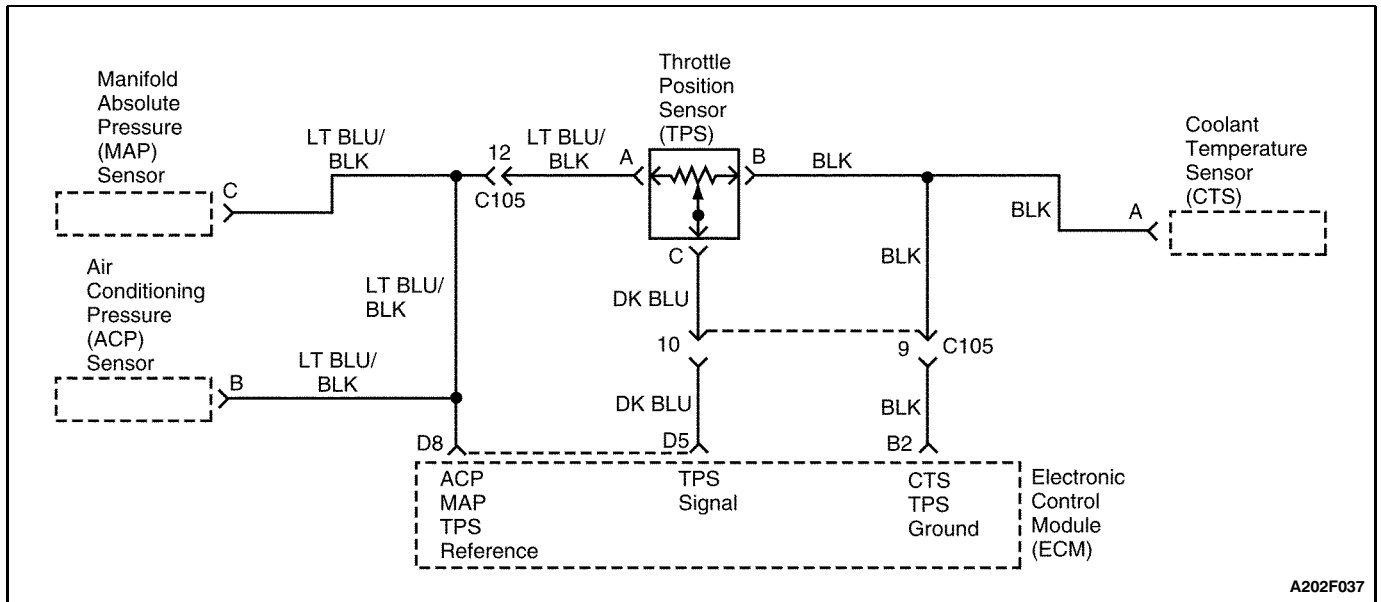 Manifold
Absolute
Pressure
(MAP)
Sensor
C
LT BLU/
BLK
12
C105
LT BLU/
BLK
Throttle
Position
Sensor
(TPS)
A
B
BLK
Coolant
Temperature
Sensor
(CTS)
BLK
A
Air
Conditioning
Pressure
(ACP)
Sensor
B
LT BLU/
BLK
LT BLU/
BLK
C
DK BLU
BLK
10
9
C105
DK BLU
BLK
D8
D5
B2
ACP
MAP
TPS
Reference
TPS
Signal
CTS
TPS
Ground
Electronic
Control
Module
(ECM)
A202F037